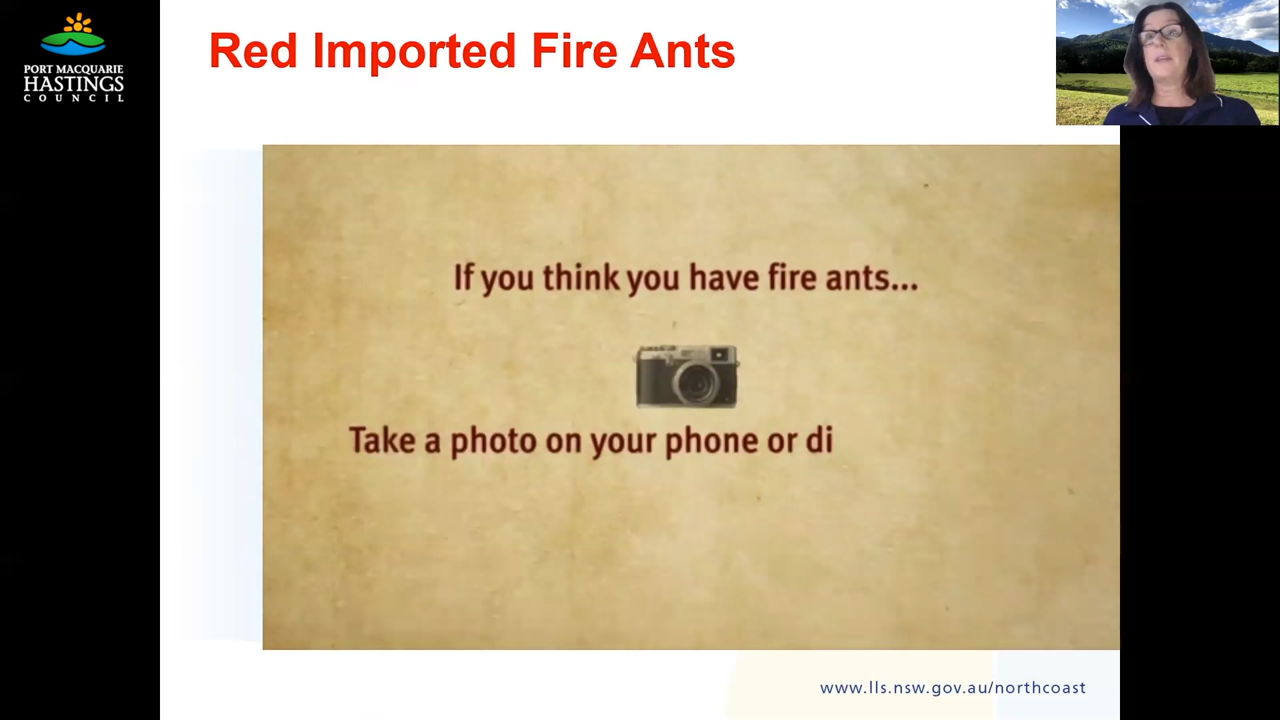 PORT MACQUARIE
HASTINGS
COUNCIL
Red Imported Fire Ants
If you think you have fire ants...
Take a photo on your phone or di
www.lls.nsw.gov.au/northcoast